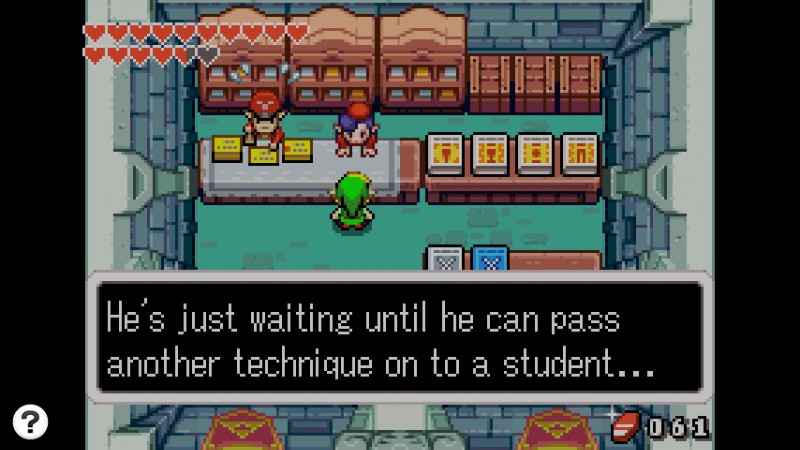 He's just waiting until he can pass
another technique on to a student...
?
061